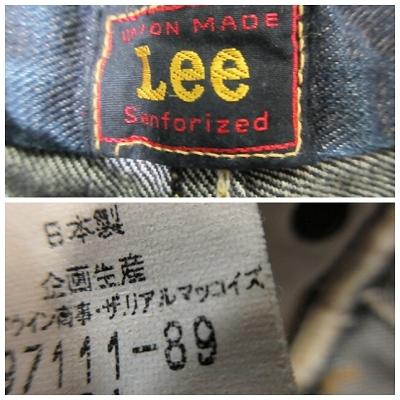 UNION MADE
Lee
Sanforized
日本製
企画生産
ライン商事・ザリアルマッコイズ
97111-89